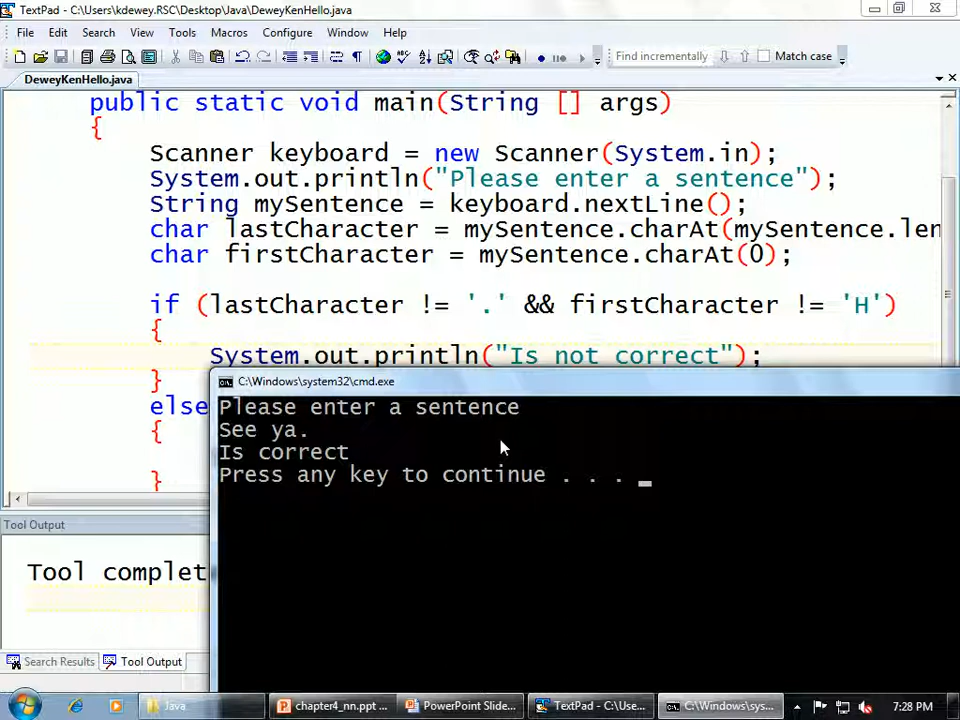 TextPad - C:\Users\kdewey.RSC\Desktop\Java\DeweyKenHello.java
File Edit Search View Tools Macros Configure Window Help
Find incrementally Match case
DeweyKenHello.java
public static void main(String [] args)
{
Scanner keyboard = new Scanner(System.in);
System.out.println("Please enter a sentence");
String mySentence = keyboard.nextLine();
char lastCharacter = mySentence.charAt(mySentence.len
char firstCharacter = mySentence.charAt(0);
if (lastCharacter != '.' && firstCharacter != 'H')
{
System.out.println("Is not correct");
}
else
{
}
C:\Windows\system32\cmd.exe
Please enter a sentence
See ya.
Is correct
Press any key to continue . . . _
Tool Output
Tool complet
Search Results Tool Output
Java chapter4_nn.ppt ... PowerPoint Slide... TextPad - C:\Use... C:\Windows\sys... 7:28 PM